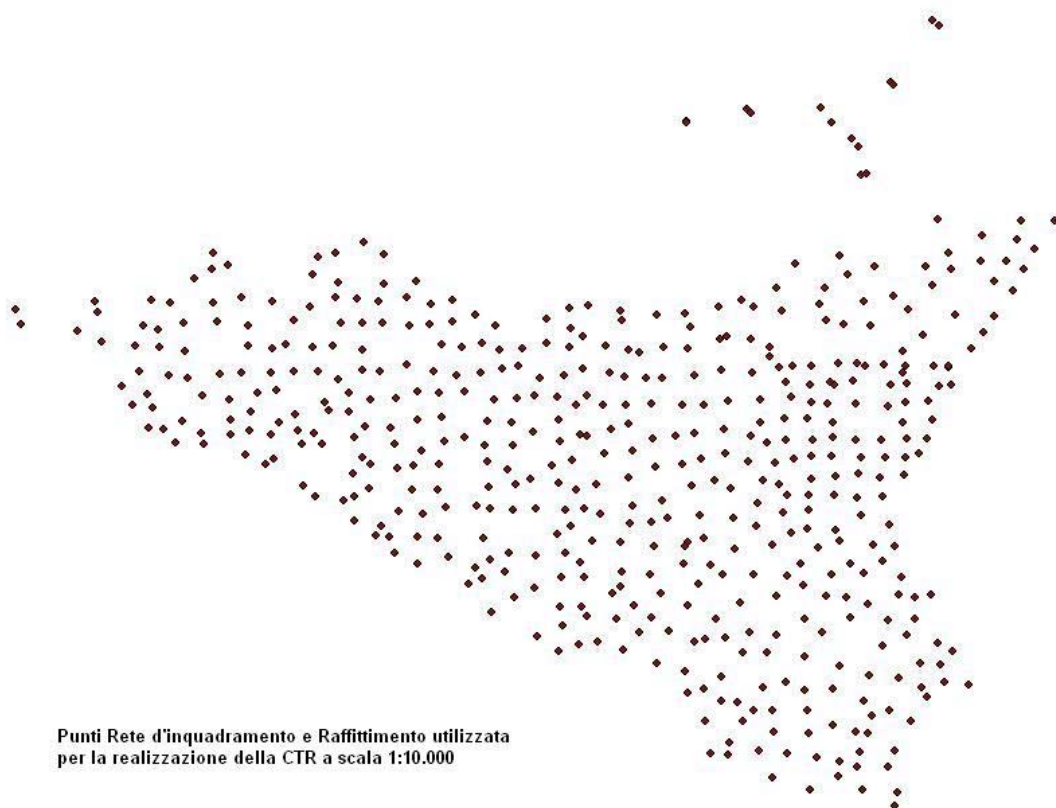 Punti Rete d'inquadramento e Raffittimento utilizzata
per la realizzazione della CTR a scala 1:10.000